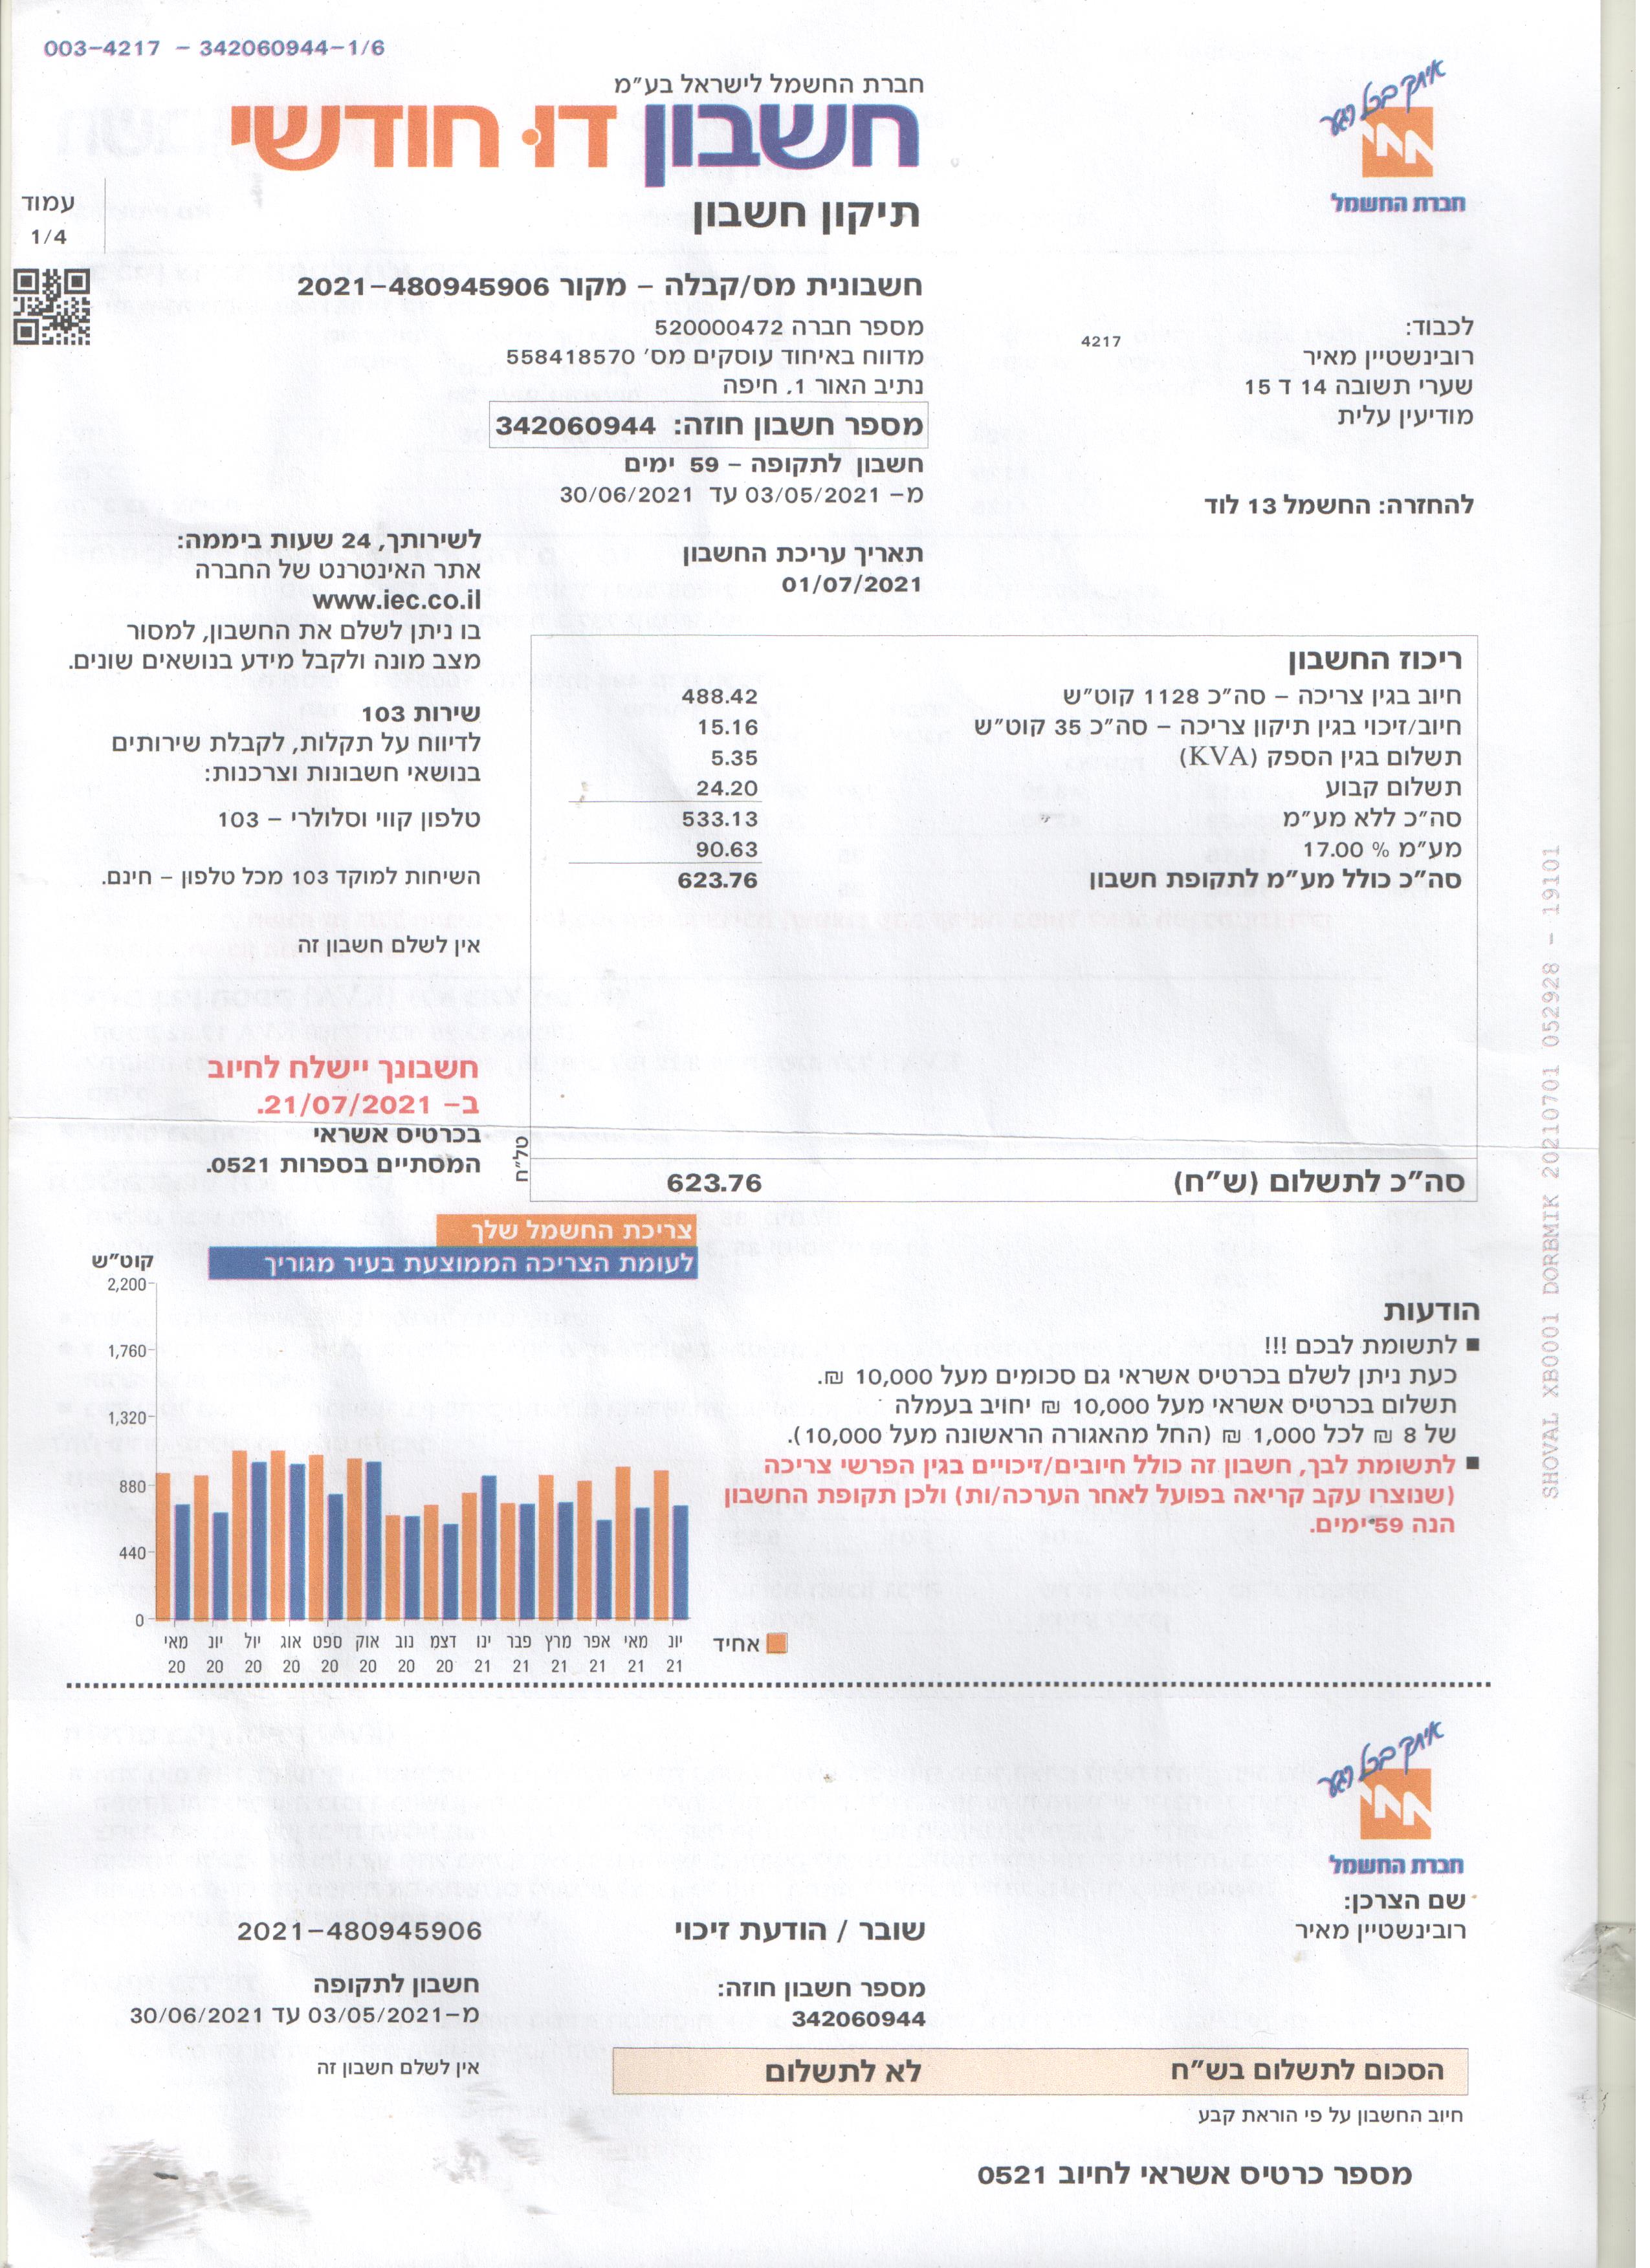 003-4217 - 342060944-1/6
איתך בכל רגע
חברת החשמל
חברת החשמל לישראל בע״מ
חשבון דו-חודשי
תיקון חשבון
עמוד
1/4
חשבונית מס/קבלה - מקור 2021-480945906
מספר חברה 520000472
מדווח באיחוד עוסקים מס׳ 558418570
נתיב האור 1, חיפה
מספר חשבון חוזה: 342060944
חשבון לתקופה - 59 ימים
מ- 03/05/2021 עד 30/06/2021
לכבוד:
4217
רובינשטיין מאיר
שערי תשובה 14 ד 15
מודיעין עלית
להחזרה: החשמל 13 לוד
תאריך עריכת החשבון
01/07/2021
לשירותך, 24 שעות ביממה:
אתר האינטרנט של החברה
www.iec.co.il
בו ניתן לשלם את החשבון, למסור
מצב מונה ולקבל מידע בנושאים שונים.
שירות 103
לדיווח על תקלות, לקבלת שירותים
בנושאי חשבונות וצרכנות:
טלפון קווי וסלולרי - 103
השיחות למוקד 103 מכל טלפון - חינם.
אין לשלם חשבון זה
חשבונך יישלח לחיוב
ב- 21/07/2021.
בכרטיס אשראי
המסתיים בספרות 0521.
ריכוז החשבון
חיוב בגין צריכה - סה״כ 1128 קוט״ש 488.42
חיוב/זיכוי בגין תיקון צריכה - סה״כ 35 קוט״ש 15.16
תשלום בגין הספק (KVA) 5.35
תשלום קבוע 24.20
סה״כ ללא מע״מ 533.13
מע״מ % 17.00 90.63
סה״כ כולל מע״מ לתקופת חשבון 623.76
סה״כ לתשלום (ש״ח) 623.76
טל״ח
צריכת החשמל שלך
לעומת הצריכה הממוצעת בעיר מגוריך
קוט״ש
2,200
1,760
1,320
880
440
0
מאי יונ יול אוג ספט אוק נוב דצמ ינו פבר מרץ אפר מאי יונ
20 20 20 20 20 20 20 20 21 21 21 21 21 21
אחיד
הודעות
■ לתשומת לבכם !!!
כעת ניתן לשלם בכרטיס אשראי גם סכומים מעל 10,000 ₪.
תשלום בכרטיס אשראי מעל 10,000 ₪ יחויב בעמלה
של 8 ₪ לכל 1,000 ₪ (החל מהאגורה הראשונה מעל 10,000).
■ לתשומת לבך, חשבון זה כולל חיובים/זיכויים בגין הפרשי צריכה
(שנוצרו עקב קריאה בפועל לאחר הערכה/ות) ולכן תקופת החשבון
הנה 59 ימים.
SHOVAL XB0001 DORBMIK 20210701 052928 - 19101
איתך בכל רגע
חברת החשמל
שם הצרכן:
רובינשטיין מאיר
שובר / הודעת זיכוי
2021-480945906
מספר חשבון חוזה:
342060944
חשבון לתקופה
מ-03/05/2021 עד 30/06/2021
הסכום לתשלום בש״ח לא לתשלום
אין לשלם חשבון זה
חיוב החשבון על פי הוראת קבע
מספר כרטיס אשראי לחיוב 0521